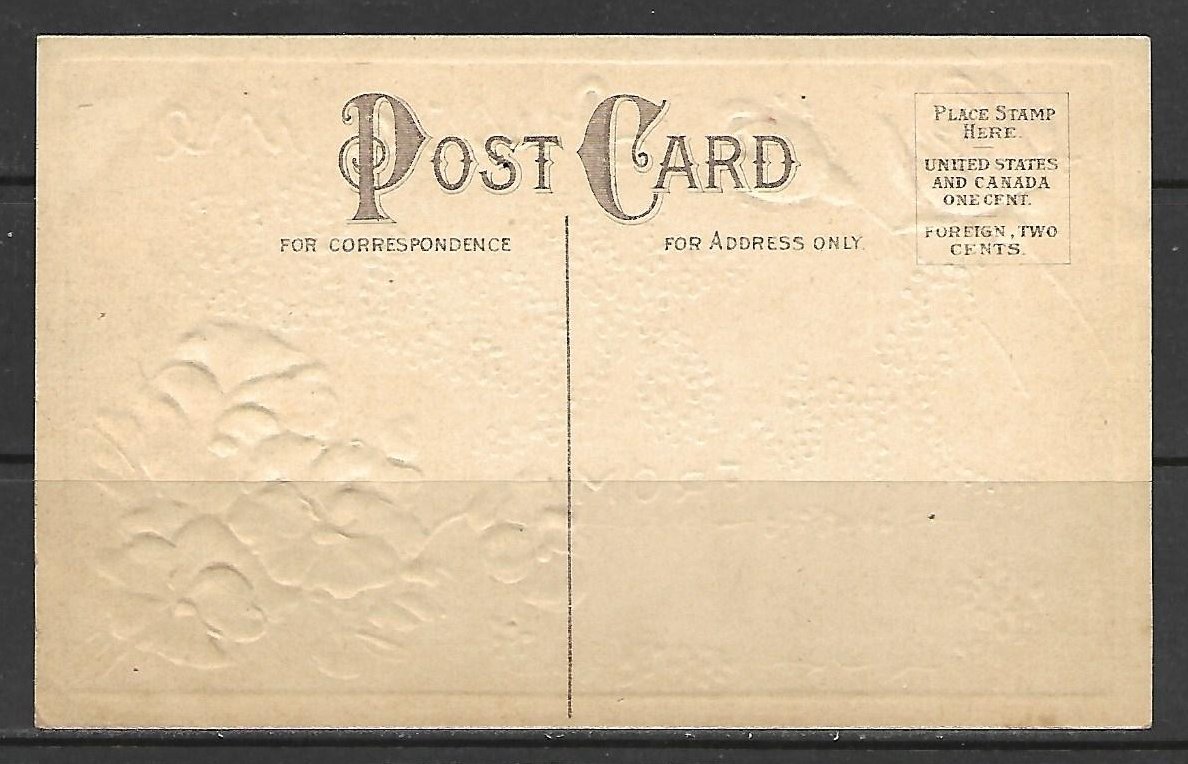 POST CARD
FOR CORRESPONDENCE
FOR ADDRESS ONLY.
PLACE STAMP
HERE.
UNITED STATES
AND CANADA
ONE CENT.
FOREIGN, TWO
CENTS.